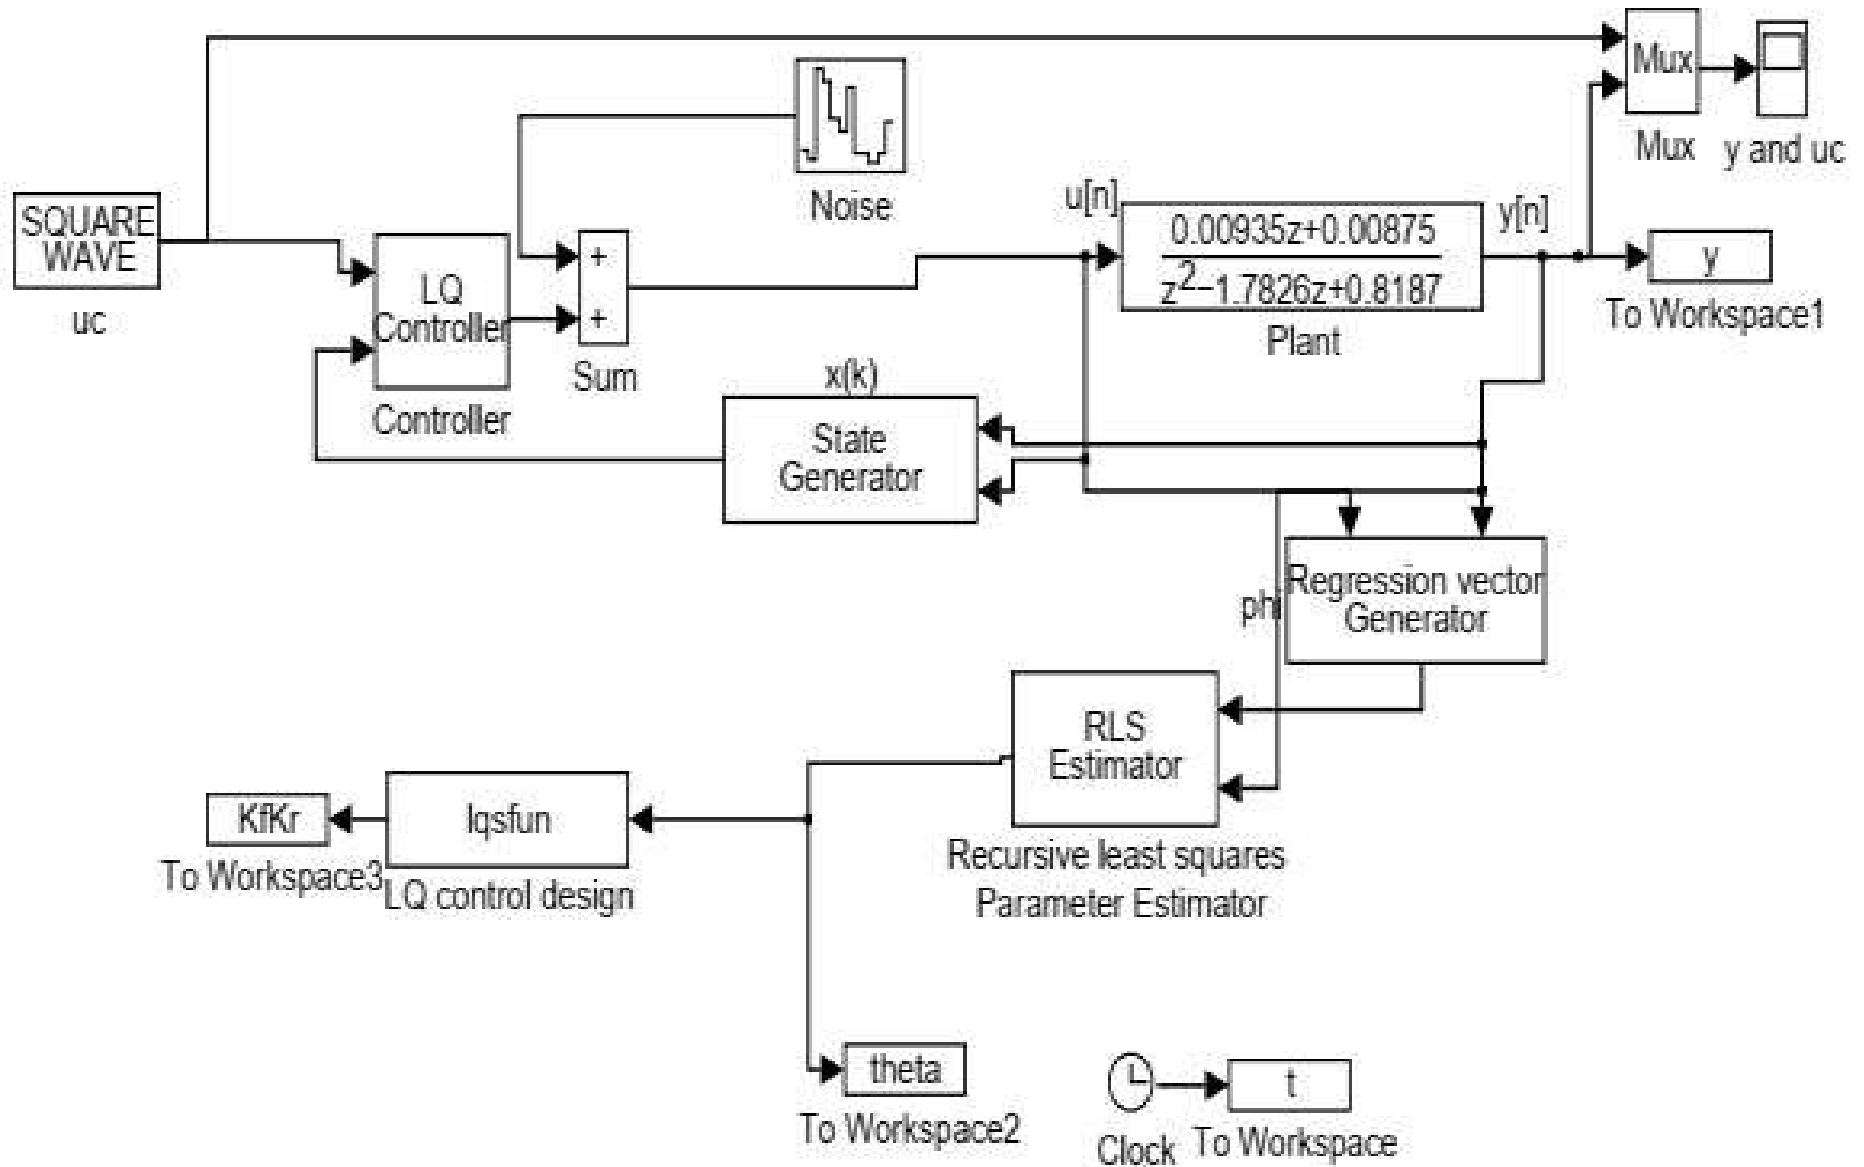 Mux
Mux
y and uc
Noise
SQUARE
WAVE
uc
LQ
Controller
Controller
+
+
Sum
u[n]
0.00935z+0.00875
z2-1.7826z+0.8187
Plant
y[n]
y
To Workspace1
x(k)
State
Generator
phi
Regression vector
Generator
RLS
Estimator
Recursive least squares
Parameter Estimator
KfKr
To Workspace3
lqsfun
LQ control design
theta
To Workspace2
Clock
t
To Workspace